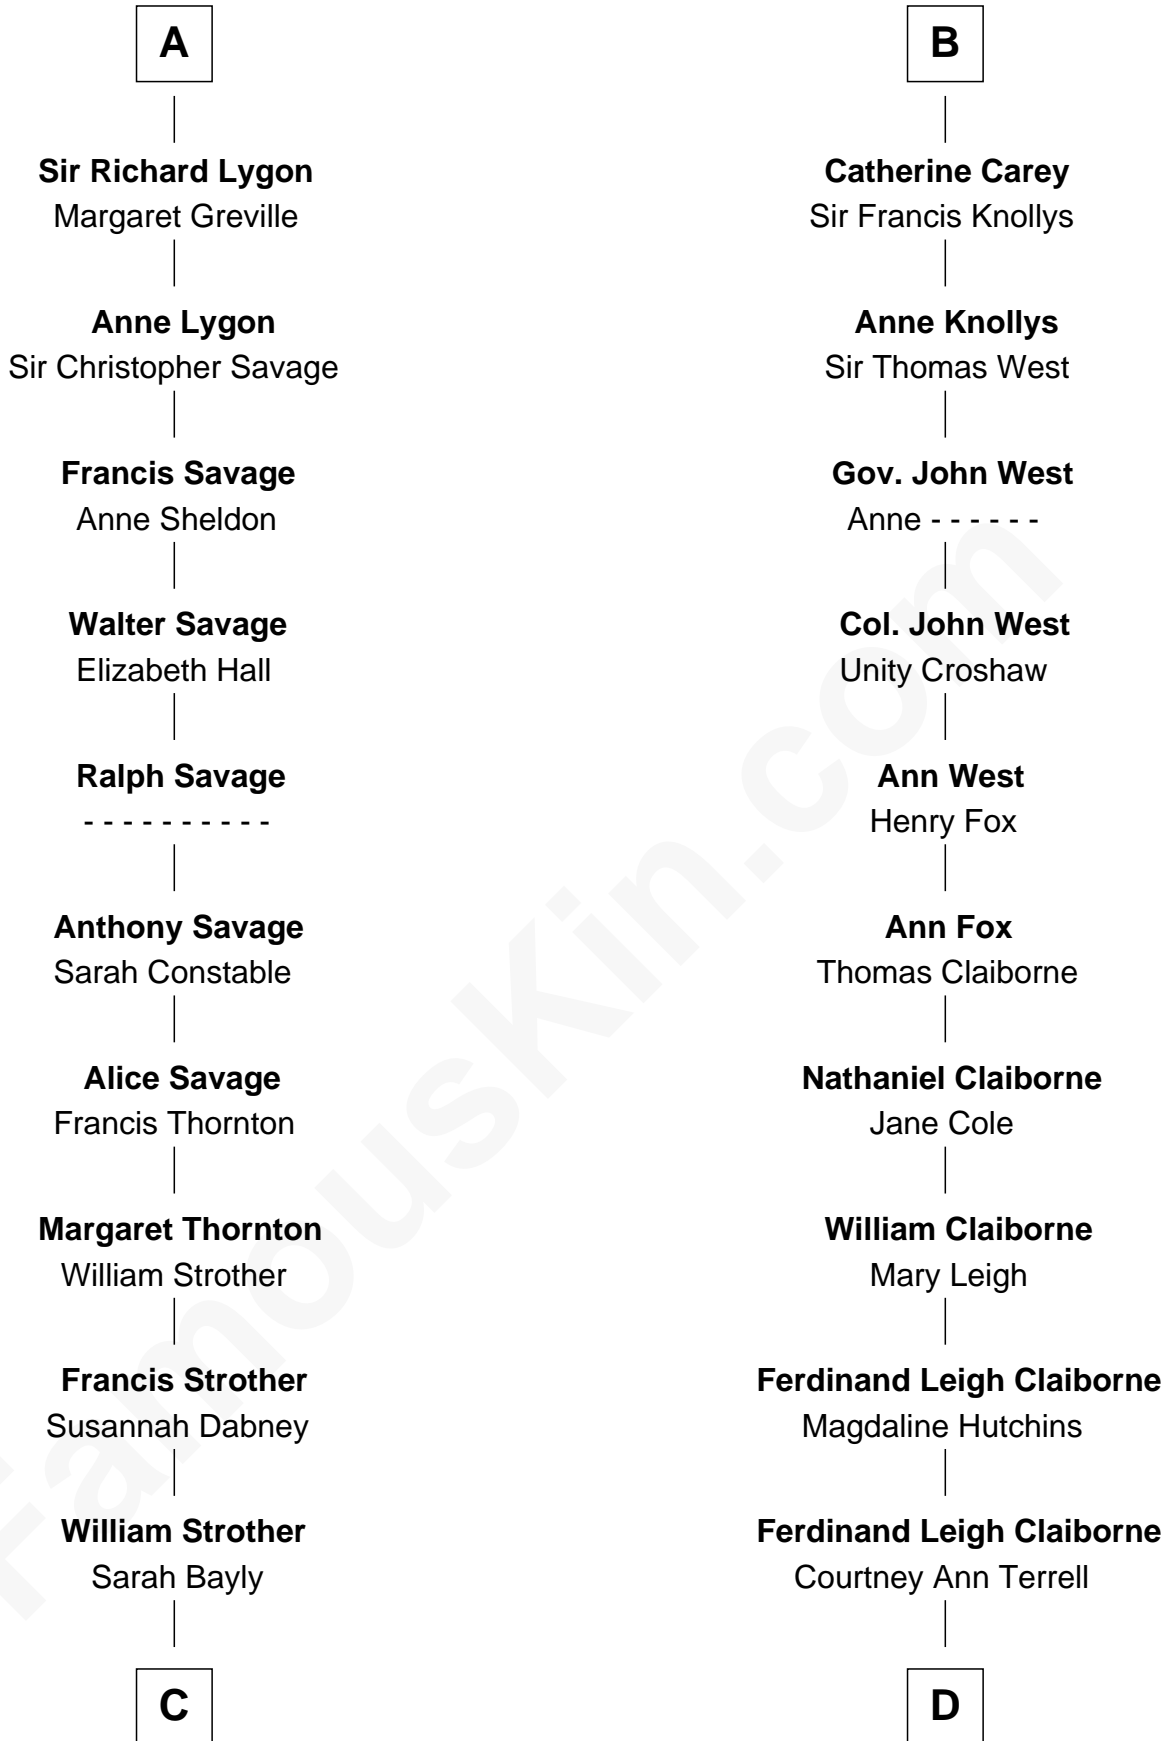 A
Sir Richard Lygon
Margaret Greville
Anne Lygon
Sir Christopher Savage
Francis Savage
Anne Sheldon
Walter Savage
Elizabeth Hall
Ralph Savage
- - - - - - - - - -
Anthony Savage
Sarah Constable
Alice Savage
Francis Thornton
Margaret Thornton
William Strother
Francis Strother
Susannah Dabney
William Strother
Sarah Bayly
C
B
Catherine Carey
Sir Francis Knollys
Anne Knollys
Sir Thomas West
Gov. John West
Anne - - - - - -
Col. John West
Unity Croshaw
Ann West
Henry Fox
Ann Fox
Thomas Claiborne
Nathaniel Claiborne
Jane Cole
William Claiborne
Mary Leigh
Ferdinand Leigh Claiborne
Magdaline Hutchins
Ferdinand Leigh Claiborne
Courtney Ann Terrell
D
FamousKin.com